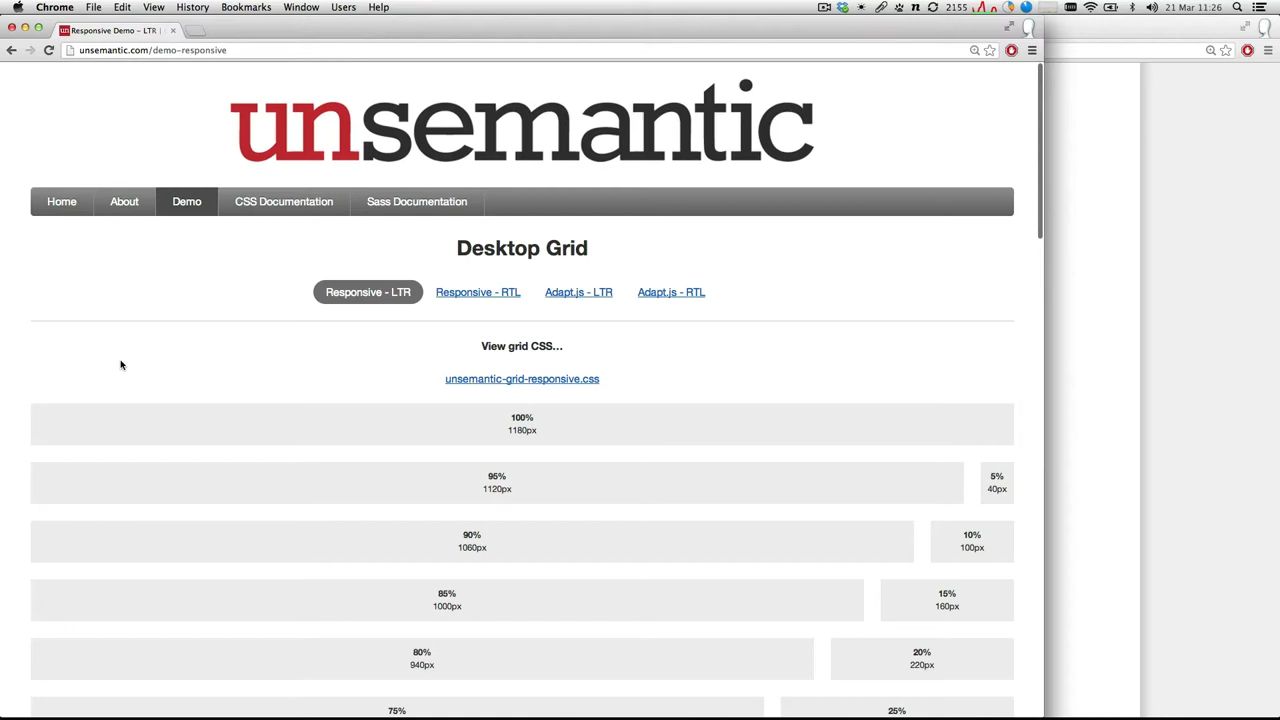 Chrome File Edit View History Bookmarks Window Users Help 2155 21 Mar 11:26
Responsive Demo - LTR |
unsemantic.com/demo-responsive
unsemantic
Home About Demo CSS Documentation Sass Documentation
Desktop Grid
Responsive - LTR Responsive - RTL Adapt.js - LTR Adapt.js - RTL
View grid CSS...
unsemantic-grid-responsive.css
100%
1180px
95% 5%
1120px 40px
90% 10%
1060px 100px
85% 15%
1000px 160px
80% 20%
940px 220px
75% 25%